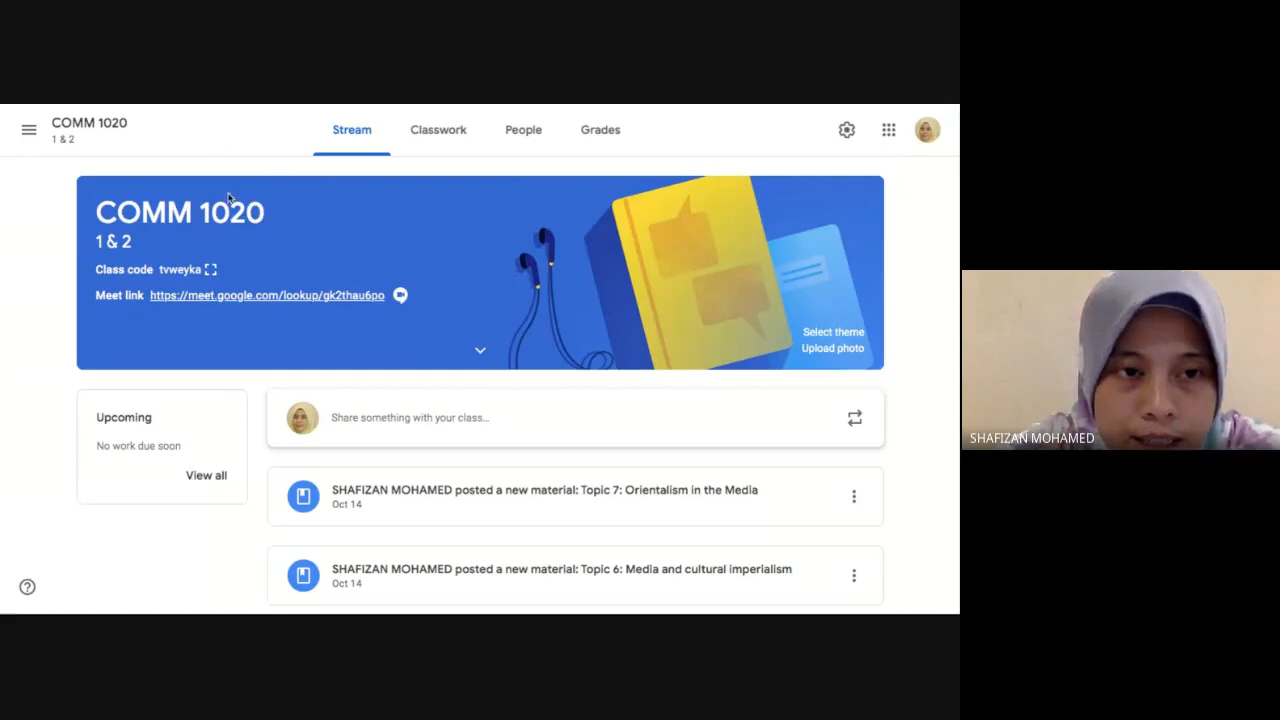 COMM 1020
1 & 2
Stream
Classwork
People
Grades
COMM 1020
1 & 2
Class code tvweyka
Meet link https://meet.google.com/lookup/gk2thau6po
Select theme
Upload photo
Upcoming
No work due soon
View all
Share something with your class...
SHAFIZAN MOHAMED posted a new material: Topic 7: Orientalism in the Media
Oct 14
SHAFIZAN MOHAMED posted a new material: Topic 6: Media and cultural imperialism
Oct 14
SHAFIZAN MOHAMED